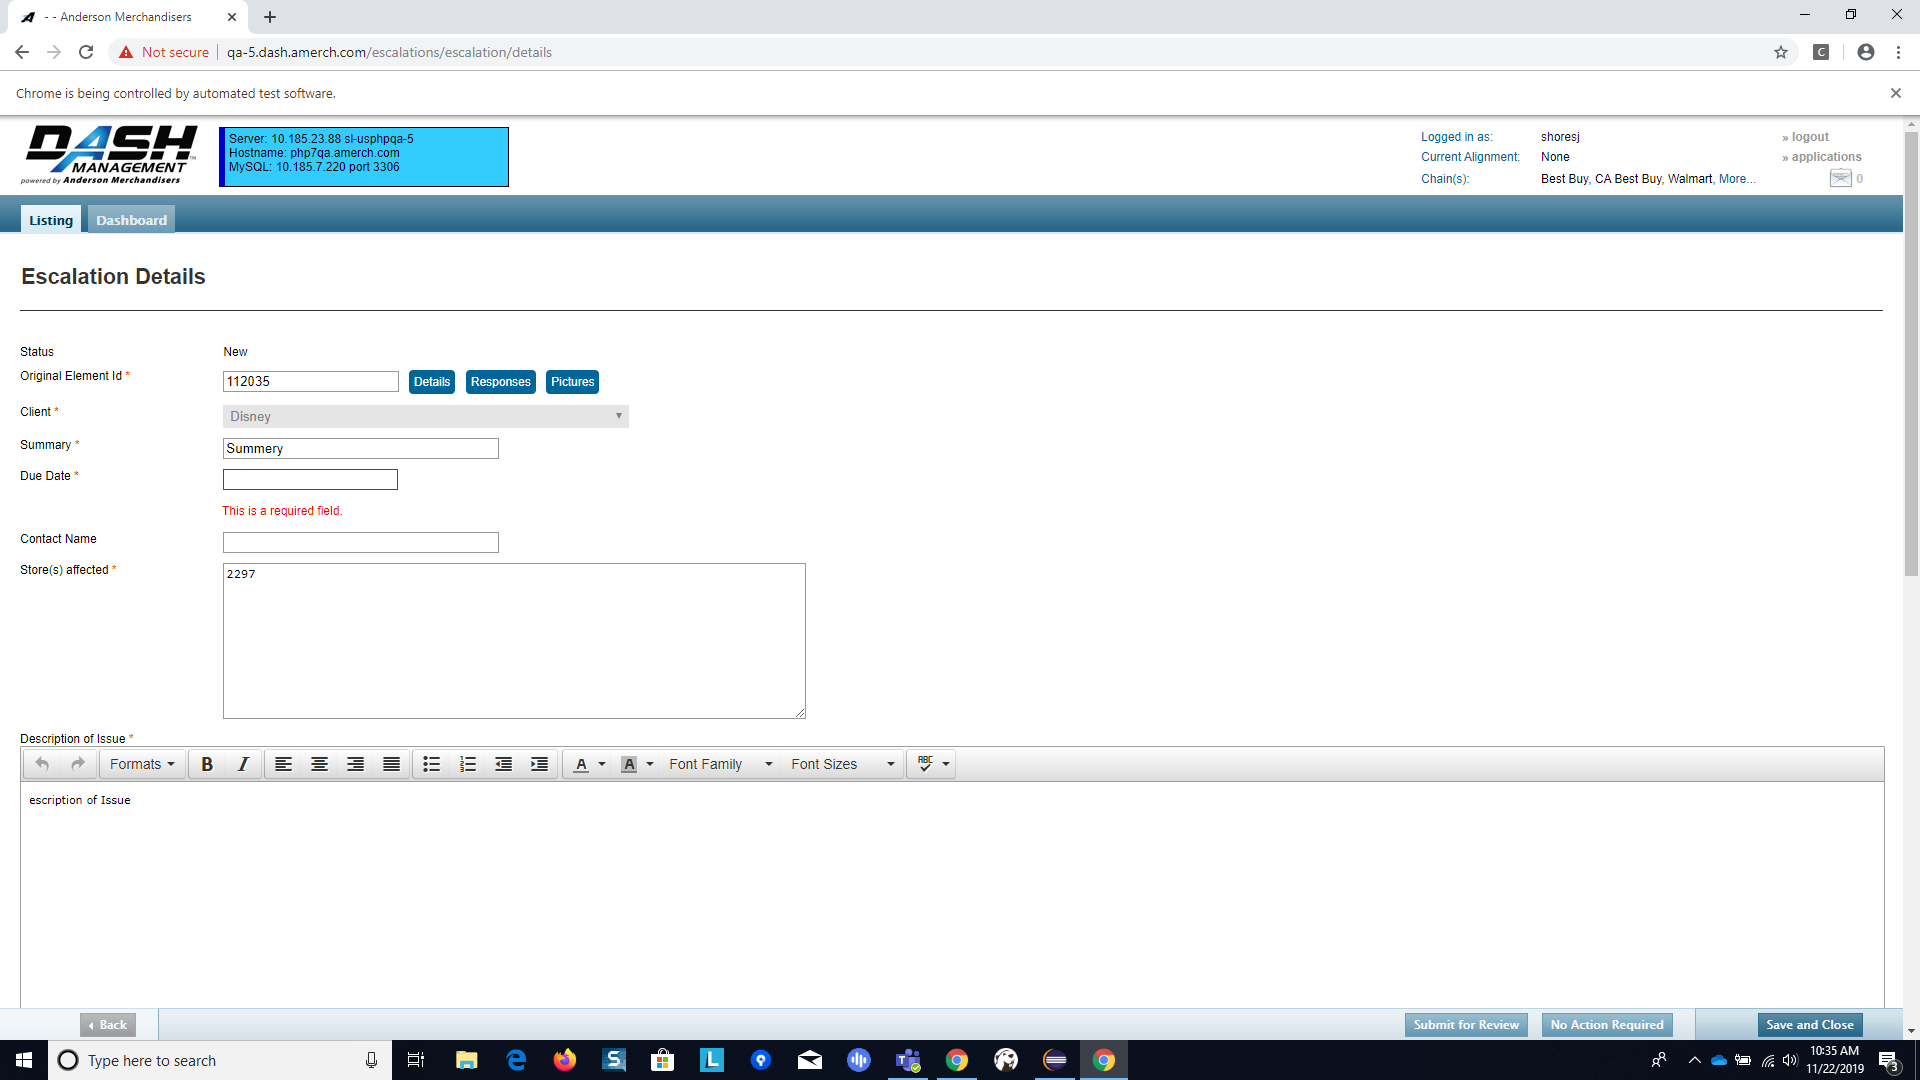 - - Anderson Merchandisers
Not secure
qa-5.dash.amerch.com/escalations/escalation/details
C
Chrome is being controlled by automated test software.
DASH
MANAGEMENT
powered by Anderson Merchandisers
Server: 10.185.23.88 sl-usphpqa-5
Hostname: php7qa.amerch.com
MySQL: 10.185.7.220 port 3306
Logged in as: shoresj
» logout
Current Alignment: None
» applications
Chain(s): Best Buy, CA Best Buy, Walmart, More...
0
Listing Dashboard
Escalation Details
Status New
Original Element Id * 112035 Details Responses Pictures
Client * Disney
Summary * Summery
Due Date *
This is a required field.
Contact Name
Store(s) affected * 2297
Description of Issue *
Formats B I A A Font Family Font Sizes ABC
escription of Issue
Back Submit for Review No Action Required Save and Close
Type here to search
10:35 AM
11/22/2019
3